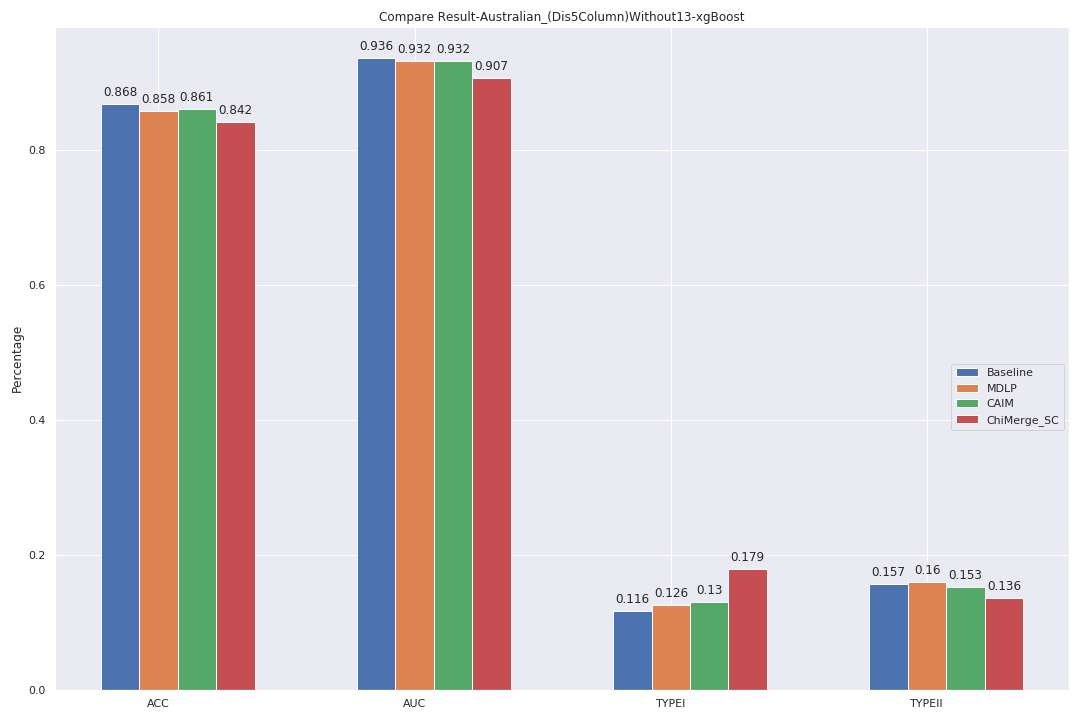 Compare Result-Australian_(Dis5Column)Without13-xgBoost
Percentage
0.8
0.6
0.4
0.2
0.0
0.868
0.858
0.861
0.842
0.936
0.932
0.932
0.907
0.116
0.126
0.13
0.179
0.157
0.16
0.153
0.136
ACC
AUC
TYPEI
TYPEII
Baseline
MDLP
CAIM
ChiMerge_SC